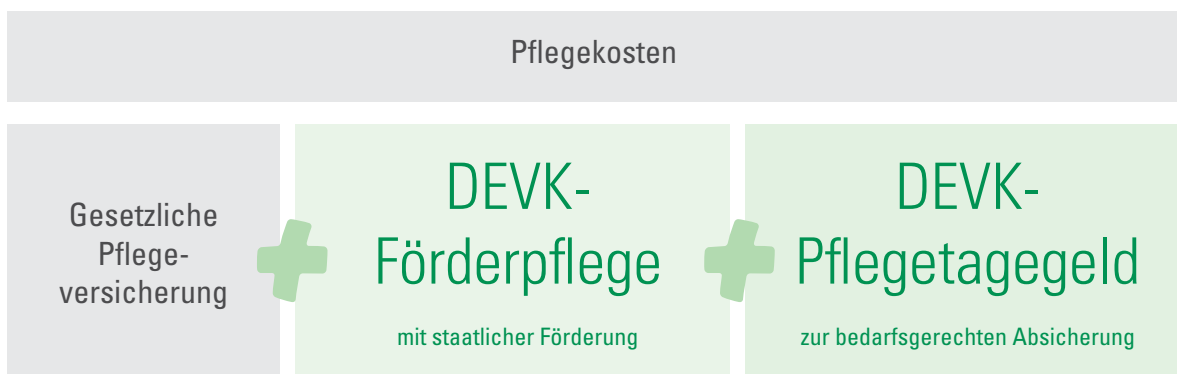 Pflegekosten
Gesetzliche
Pflege-
versicherung
DEVK-
Förderpflege
mit staatlicher Förderung
DEVK-
Pflegetagegeld
zur bedarfsgerechten Absicherung